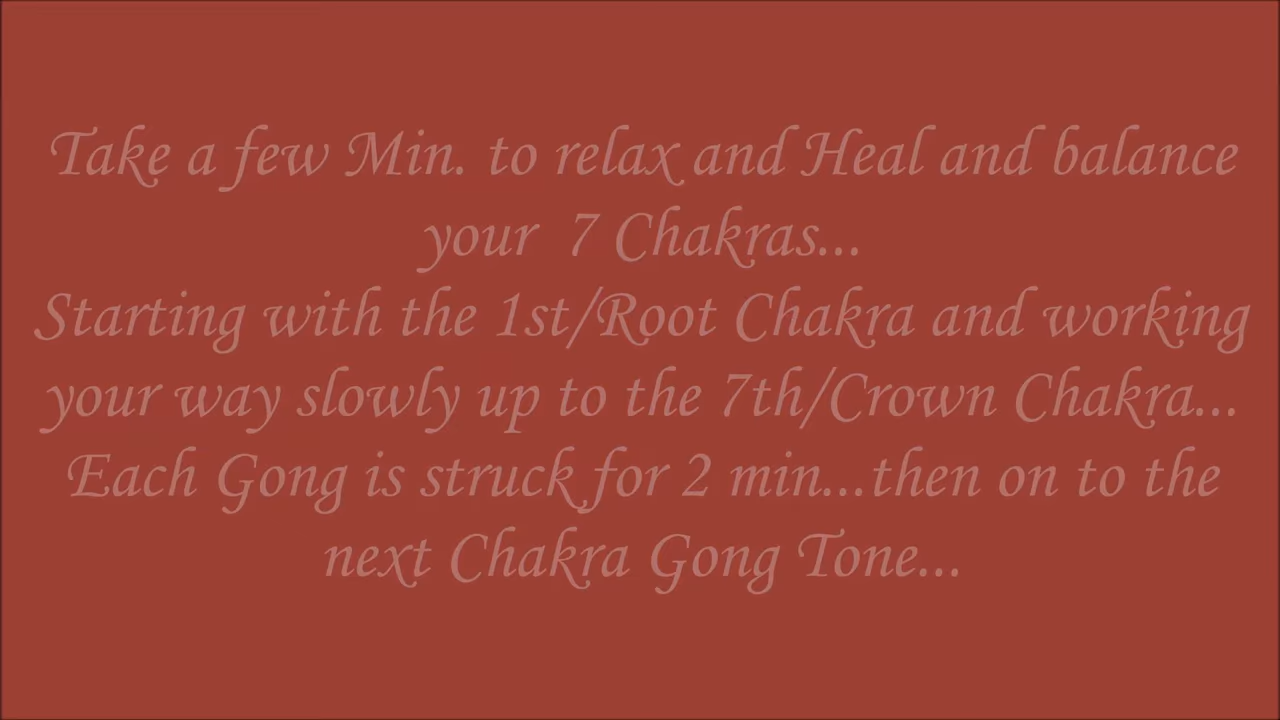 Take a few Min. to relax and Heal and balance
your  7 Chakras...
Starting with the 1st/Root Chakra and working
your way slowly up to the 7th/Crown Chakra...
Each Gong is struck for 2 min...then on to the
next Chakra Gong Tone...